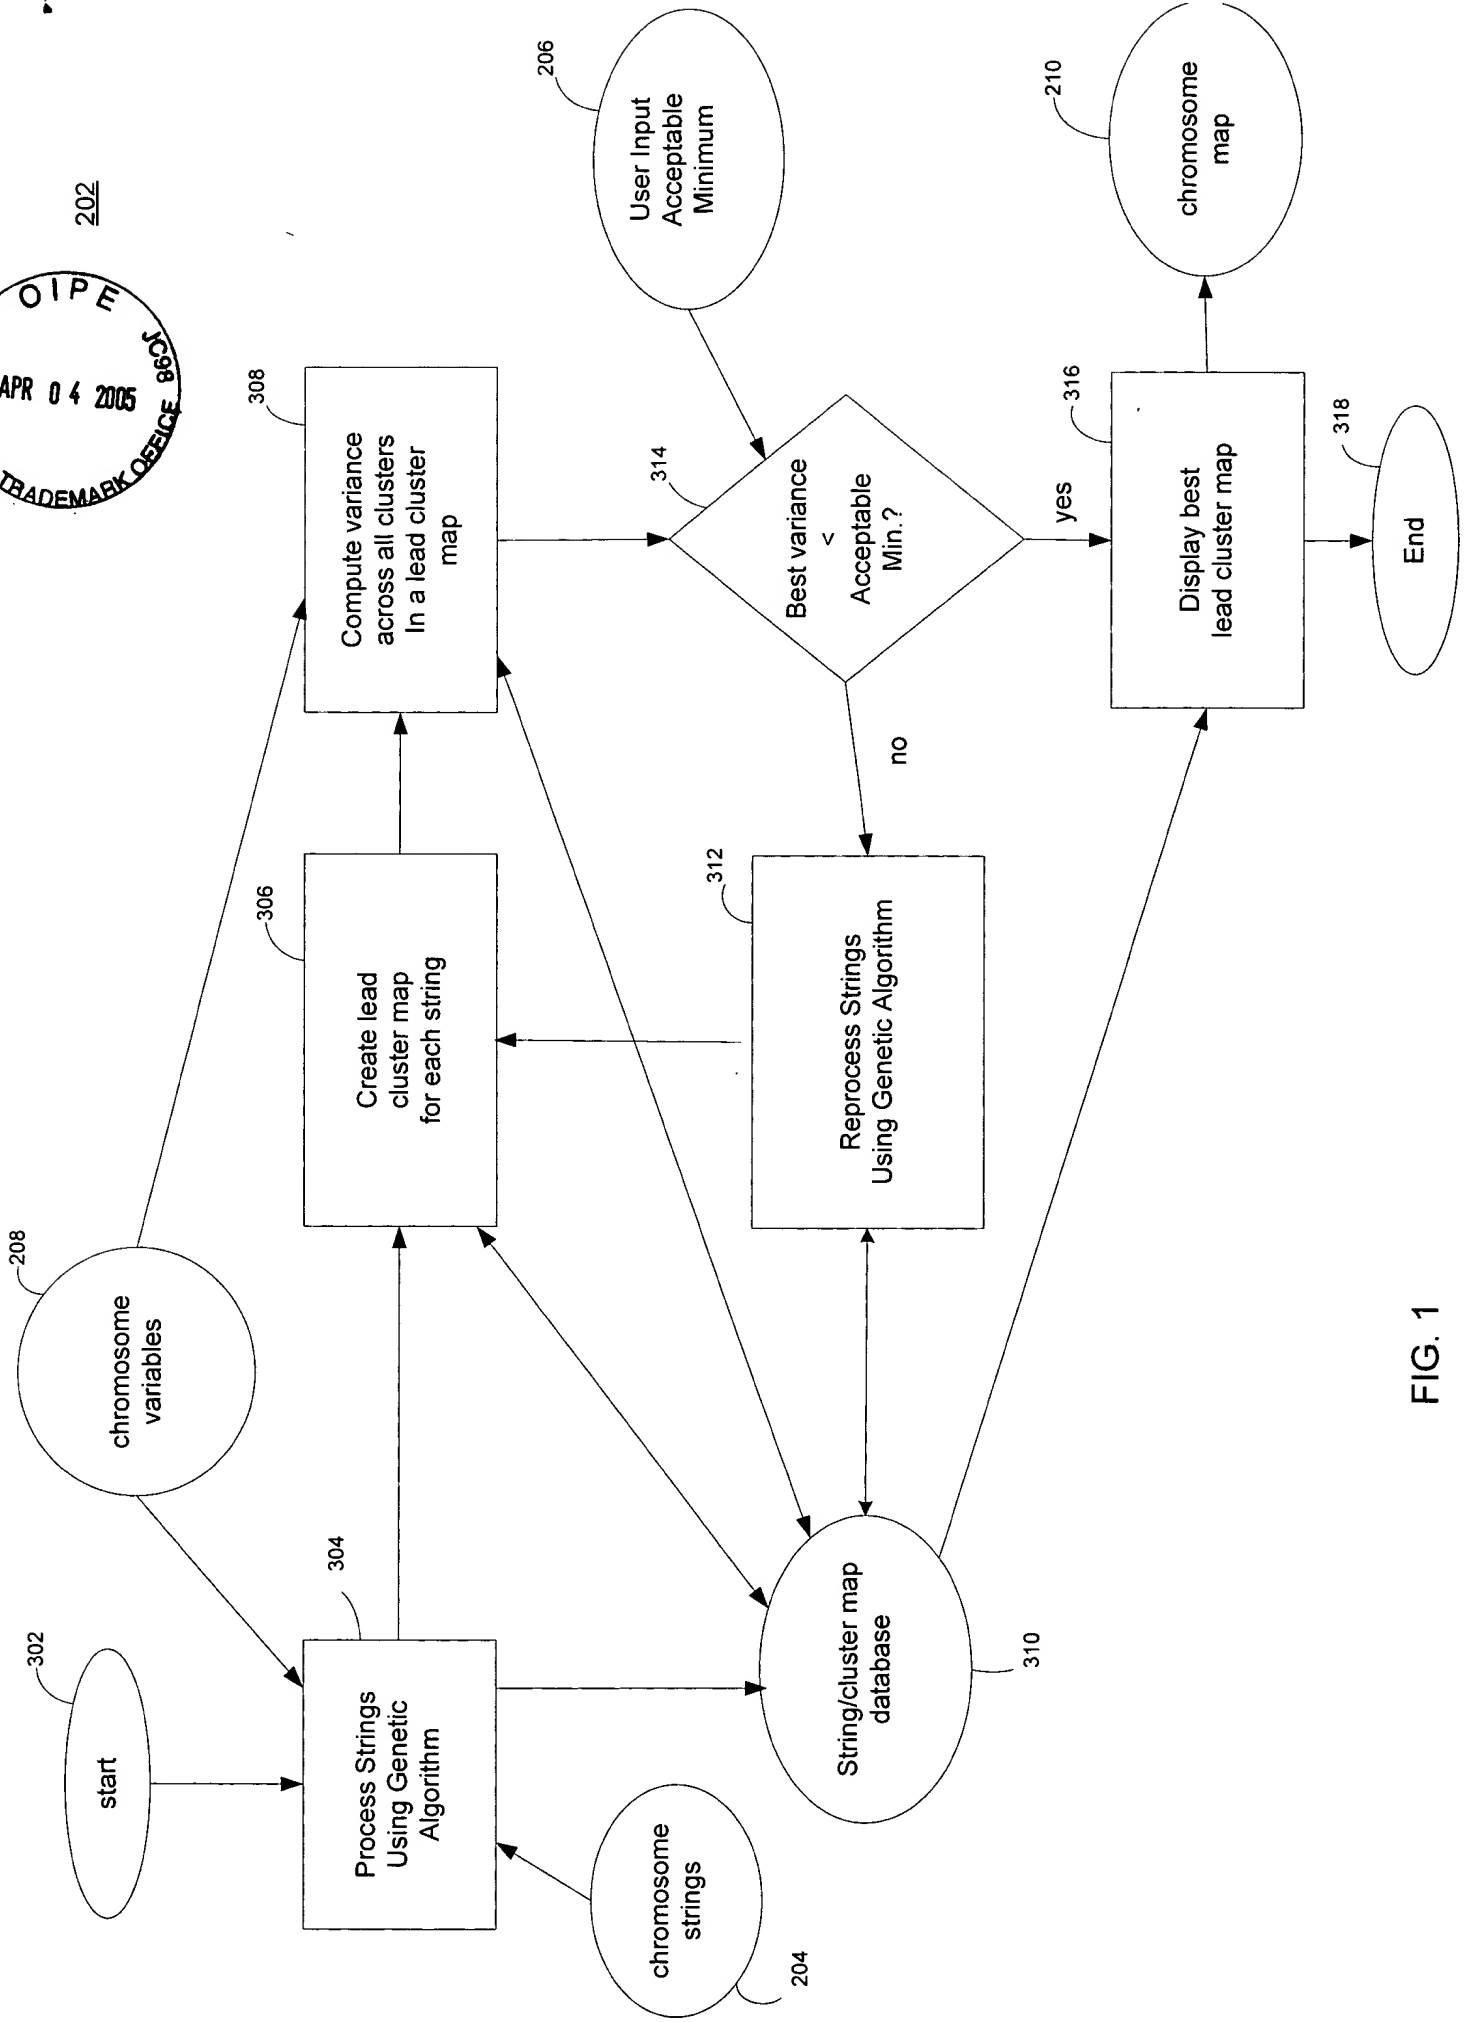 202
OIPE
JC98
APR 04 2005
TRADEMARK OFFICE
302
start
208
chromosome
variables
304
Process Strings
Using Genetic
Algorithm
306
Create lead
cluster map
for each string
308
Compute variance
across all clusters
In a lead cluster
map
206
User Input
Acceptable
Minimum
204
chromosome
strings
310
String/cluster map
database
312
Reprocess Strings
Using Genetic Algorithm
no
314
Best variance
<
Acceptable
Min.?
yes
316
Display best
lead cluster map
210
chromosome
map
318
End
FIG. 1